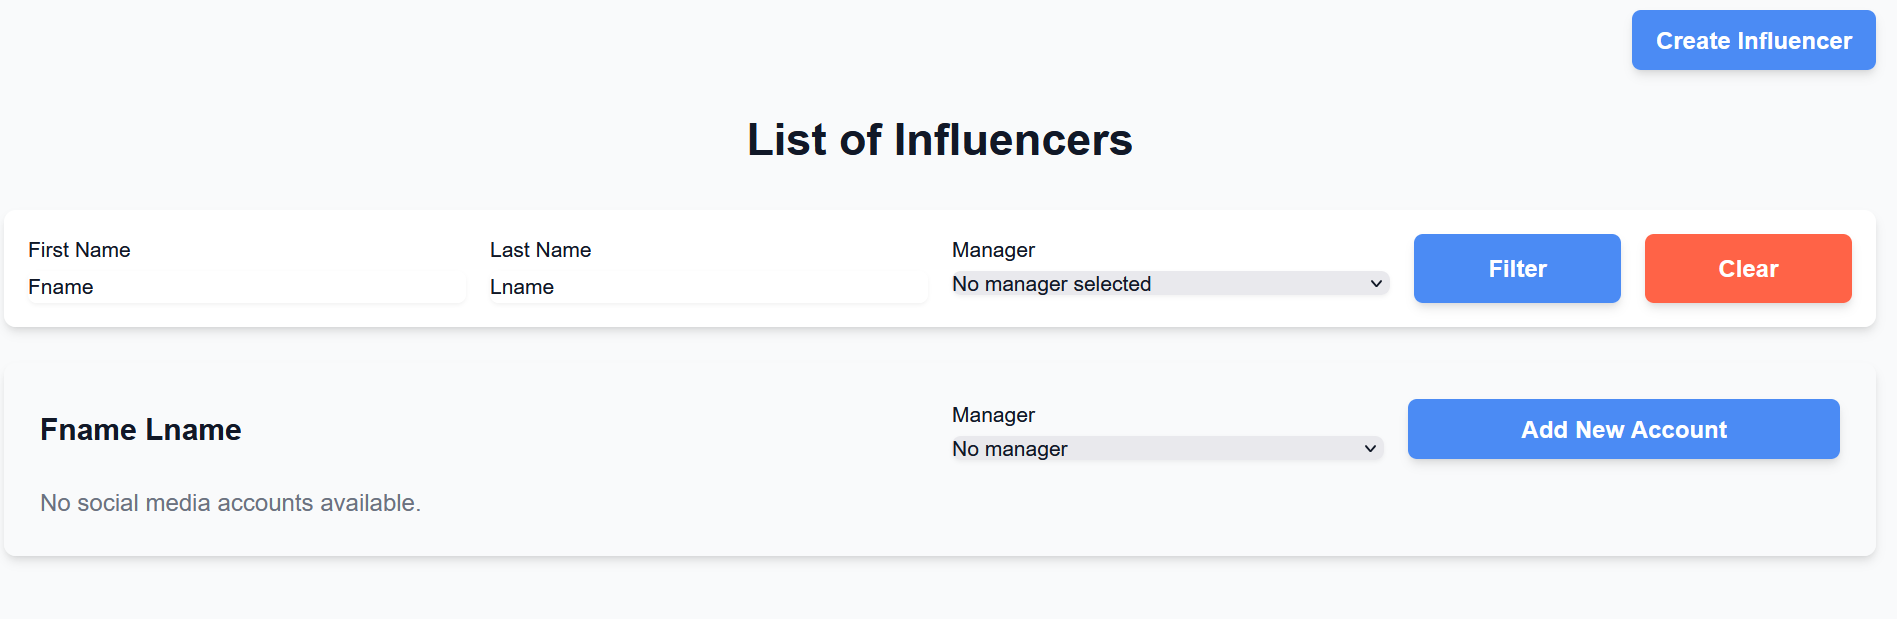 Create Influencer
List of Influencers
First Name
Last Name
Manager
Fname
Lname
No manager selected
Filter
Clear
Fname Lname
Manager
No manager
Add New Account
No social media accounts available.